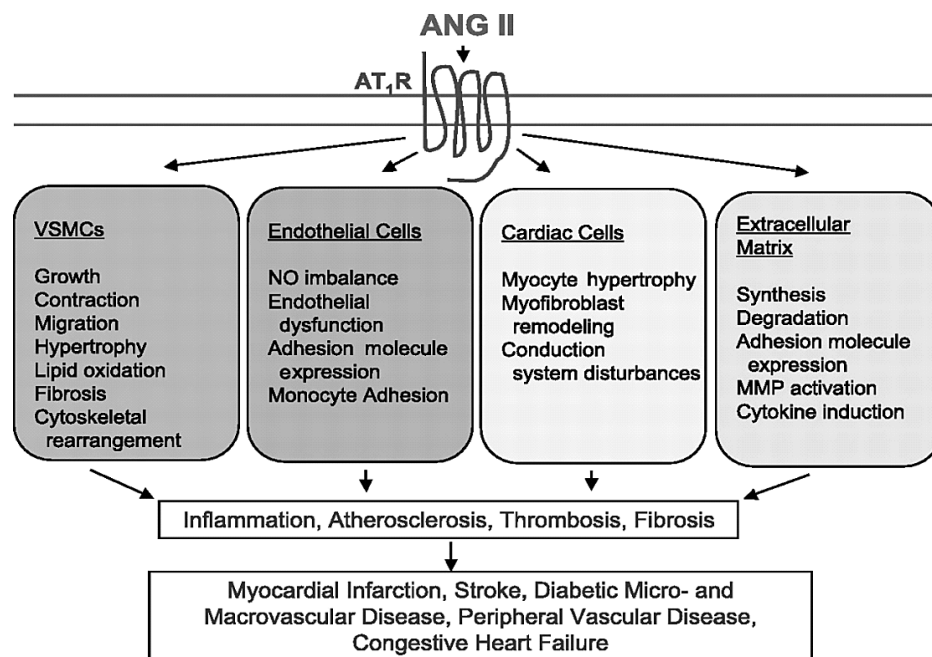 ANG II
AT₁R
VSMCs
Growth
Contraction
Migration
Hypertrophy
Lipid oxidation
Fibrosis
Cytoskeletal
rearrangement
Endothelial Cells
NO imbalance
Endothelial
dysfunction
Adhesion molecule
expression
Monocyte Adhesion
Cardiac Cells
Myocyte hypertrophy
Myofibroblast
remodeling
Conduction
system disturbances
Extracellular
Matrix
Synthesis
Degradation
Adhesion molecule
expression
MMP activation
Cytokine induction
Inflammation, Atherosclerosis, Thrombosis, Fibrosis
Myocardial Infarction, Stroke, Diabetic Micro- and
Macrovascular Disease, Peripheral Vascular Disease,
Congestive Heart Failure